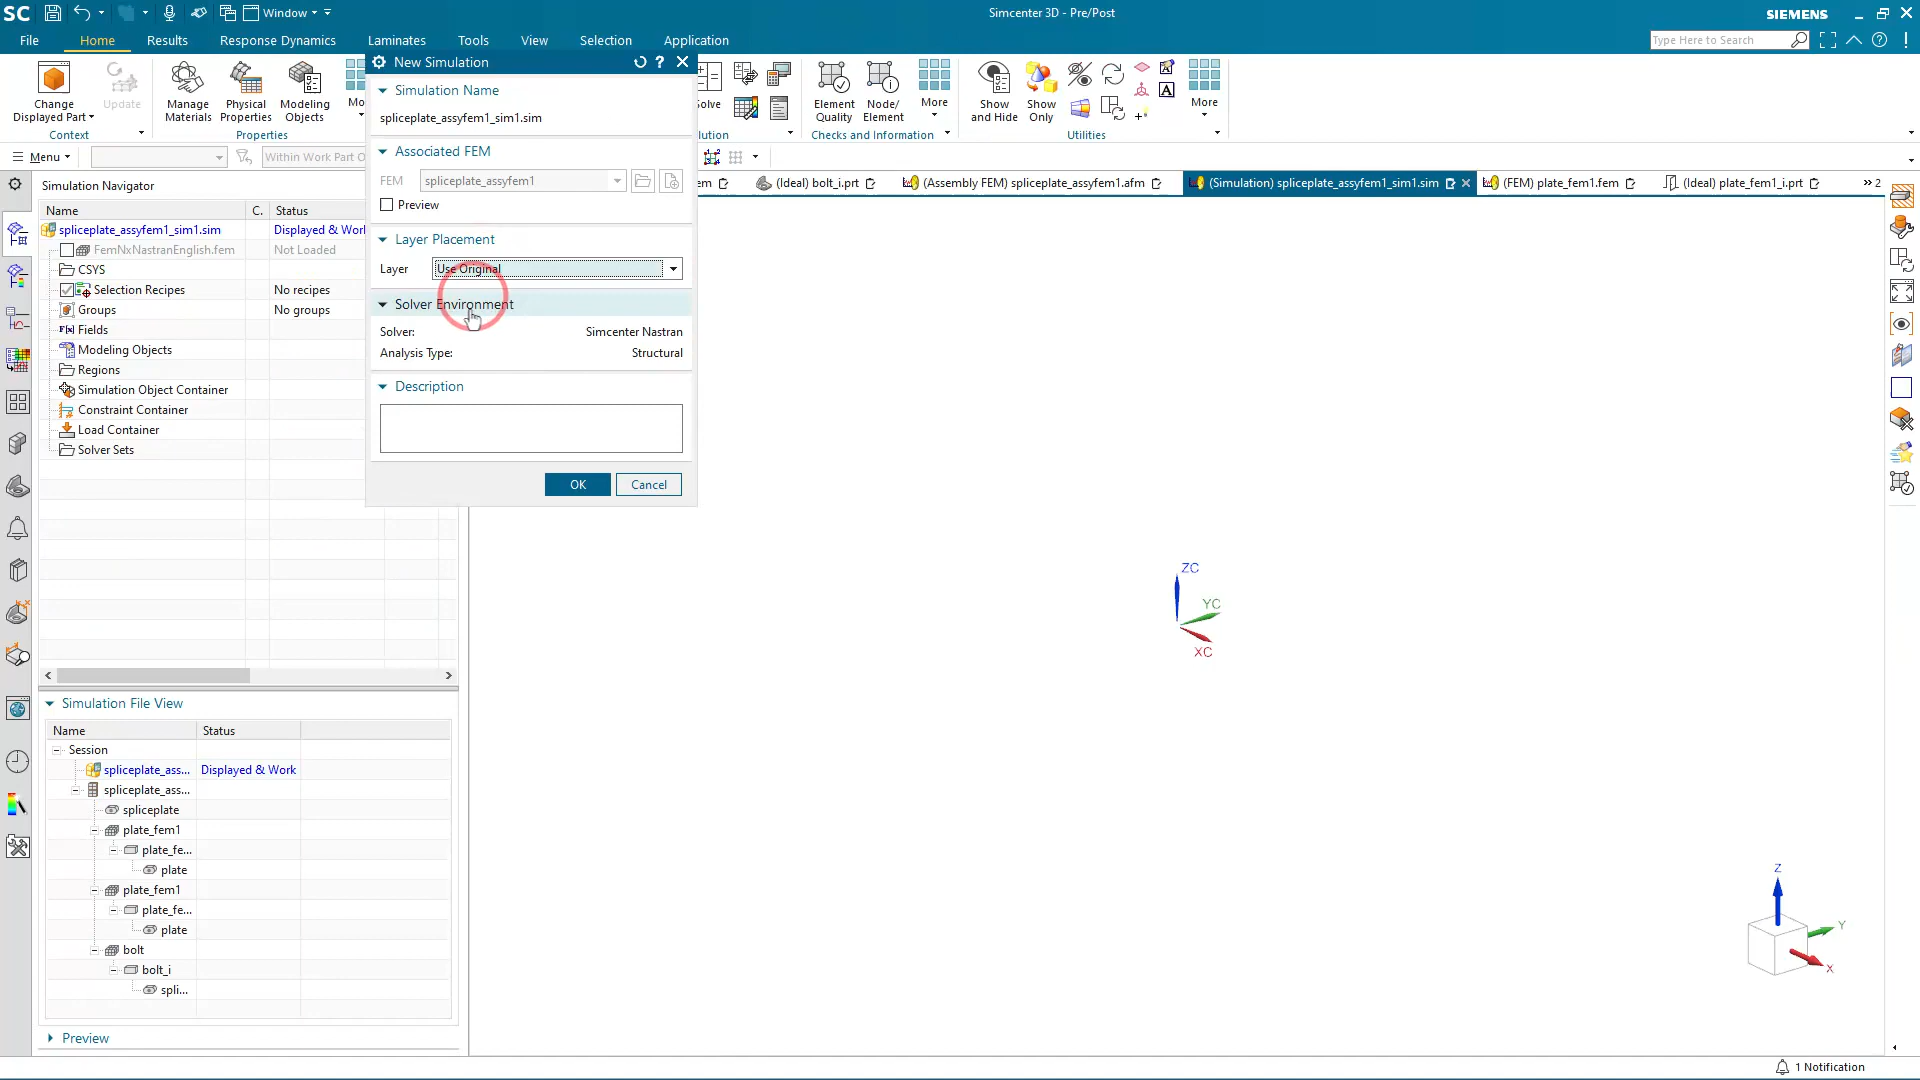 SC
Window
Simcenter 3D - Pre/Post
SIEMENS
File
Home
Results
Response Dynamics
Laminates
Tools
View
Selection
Application
Type Here to Search
Change
Displayed Part
Update
Manage
Materials
Physical
Properties
Modeling
Objects
Mo
olve
Element
Quality
Node/
Element
More
Show
and Hide
Show
Only
More
Context
Properties
lution
Checks and Information
Utilities
Menu
Within Work Part O
em
(Ideal) bolt_i.prt
(Assembly FEM) spliceplate_assyfem1.afm
(Simulation) spliceplate_assyfem1_sim1.sim
(FEM) plate_fem1.fem
(Ideal) plate_fem1_i.prt
2
Simulation Navigator
Name
C.
Status
spliceplate_assyfem1_sim1.sim
Displayed & Worl
FemNxNastranEnglish.fem
Not Loaded
CSYS
Selection Recipes
No recipes
Groups
No groups
Fields
Modeling Objects
Regions
Simulation Object Container
Constraint Container
Load Container
Solver Sets
New Simulation
Simulation Name
spliceplate_assyfem1_sim1.sim
Associated FEM
FEM
spliceplate_assyfem1
Preview
Layer Placement
Layer
Use Original
Solver Environment
Solver:
Simcenter Nastran
Analysis Type:
Structural
Description
OK
Cancel
ZC
YC
XC
Simulation File View
Name
Status
Session
spliceplate_ass...
Displayed & Work
spliceplate_ass...
spliceplate
plate_fem1
plate_fe...
plate
plate_fem1
plate_fe...
plate
bolt
bolt_i
spli...
Preview
Z
Y
X
1 Notification